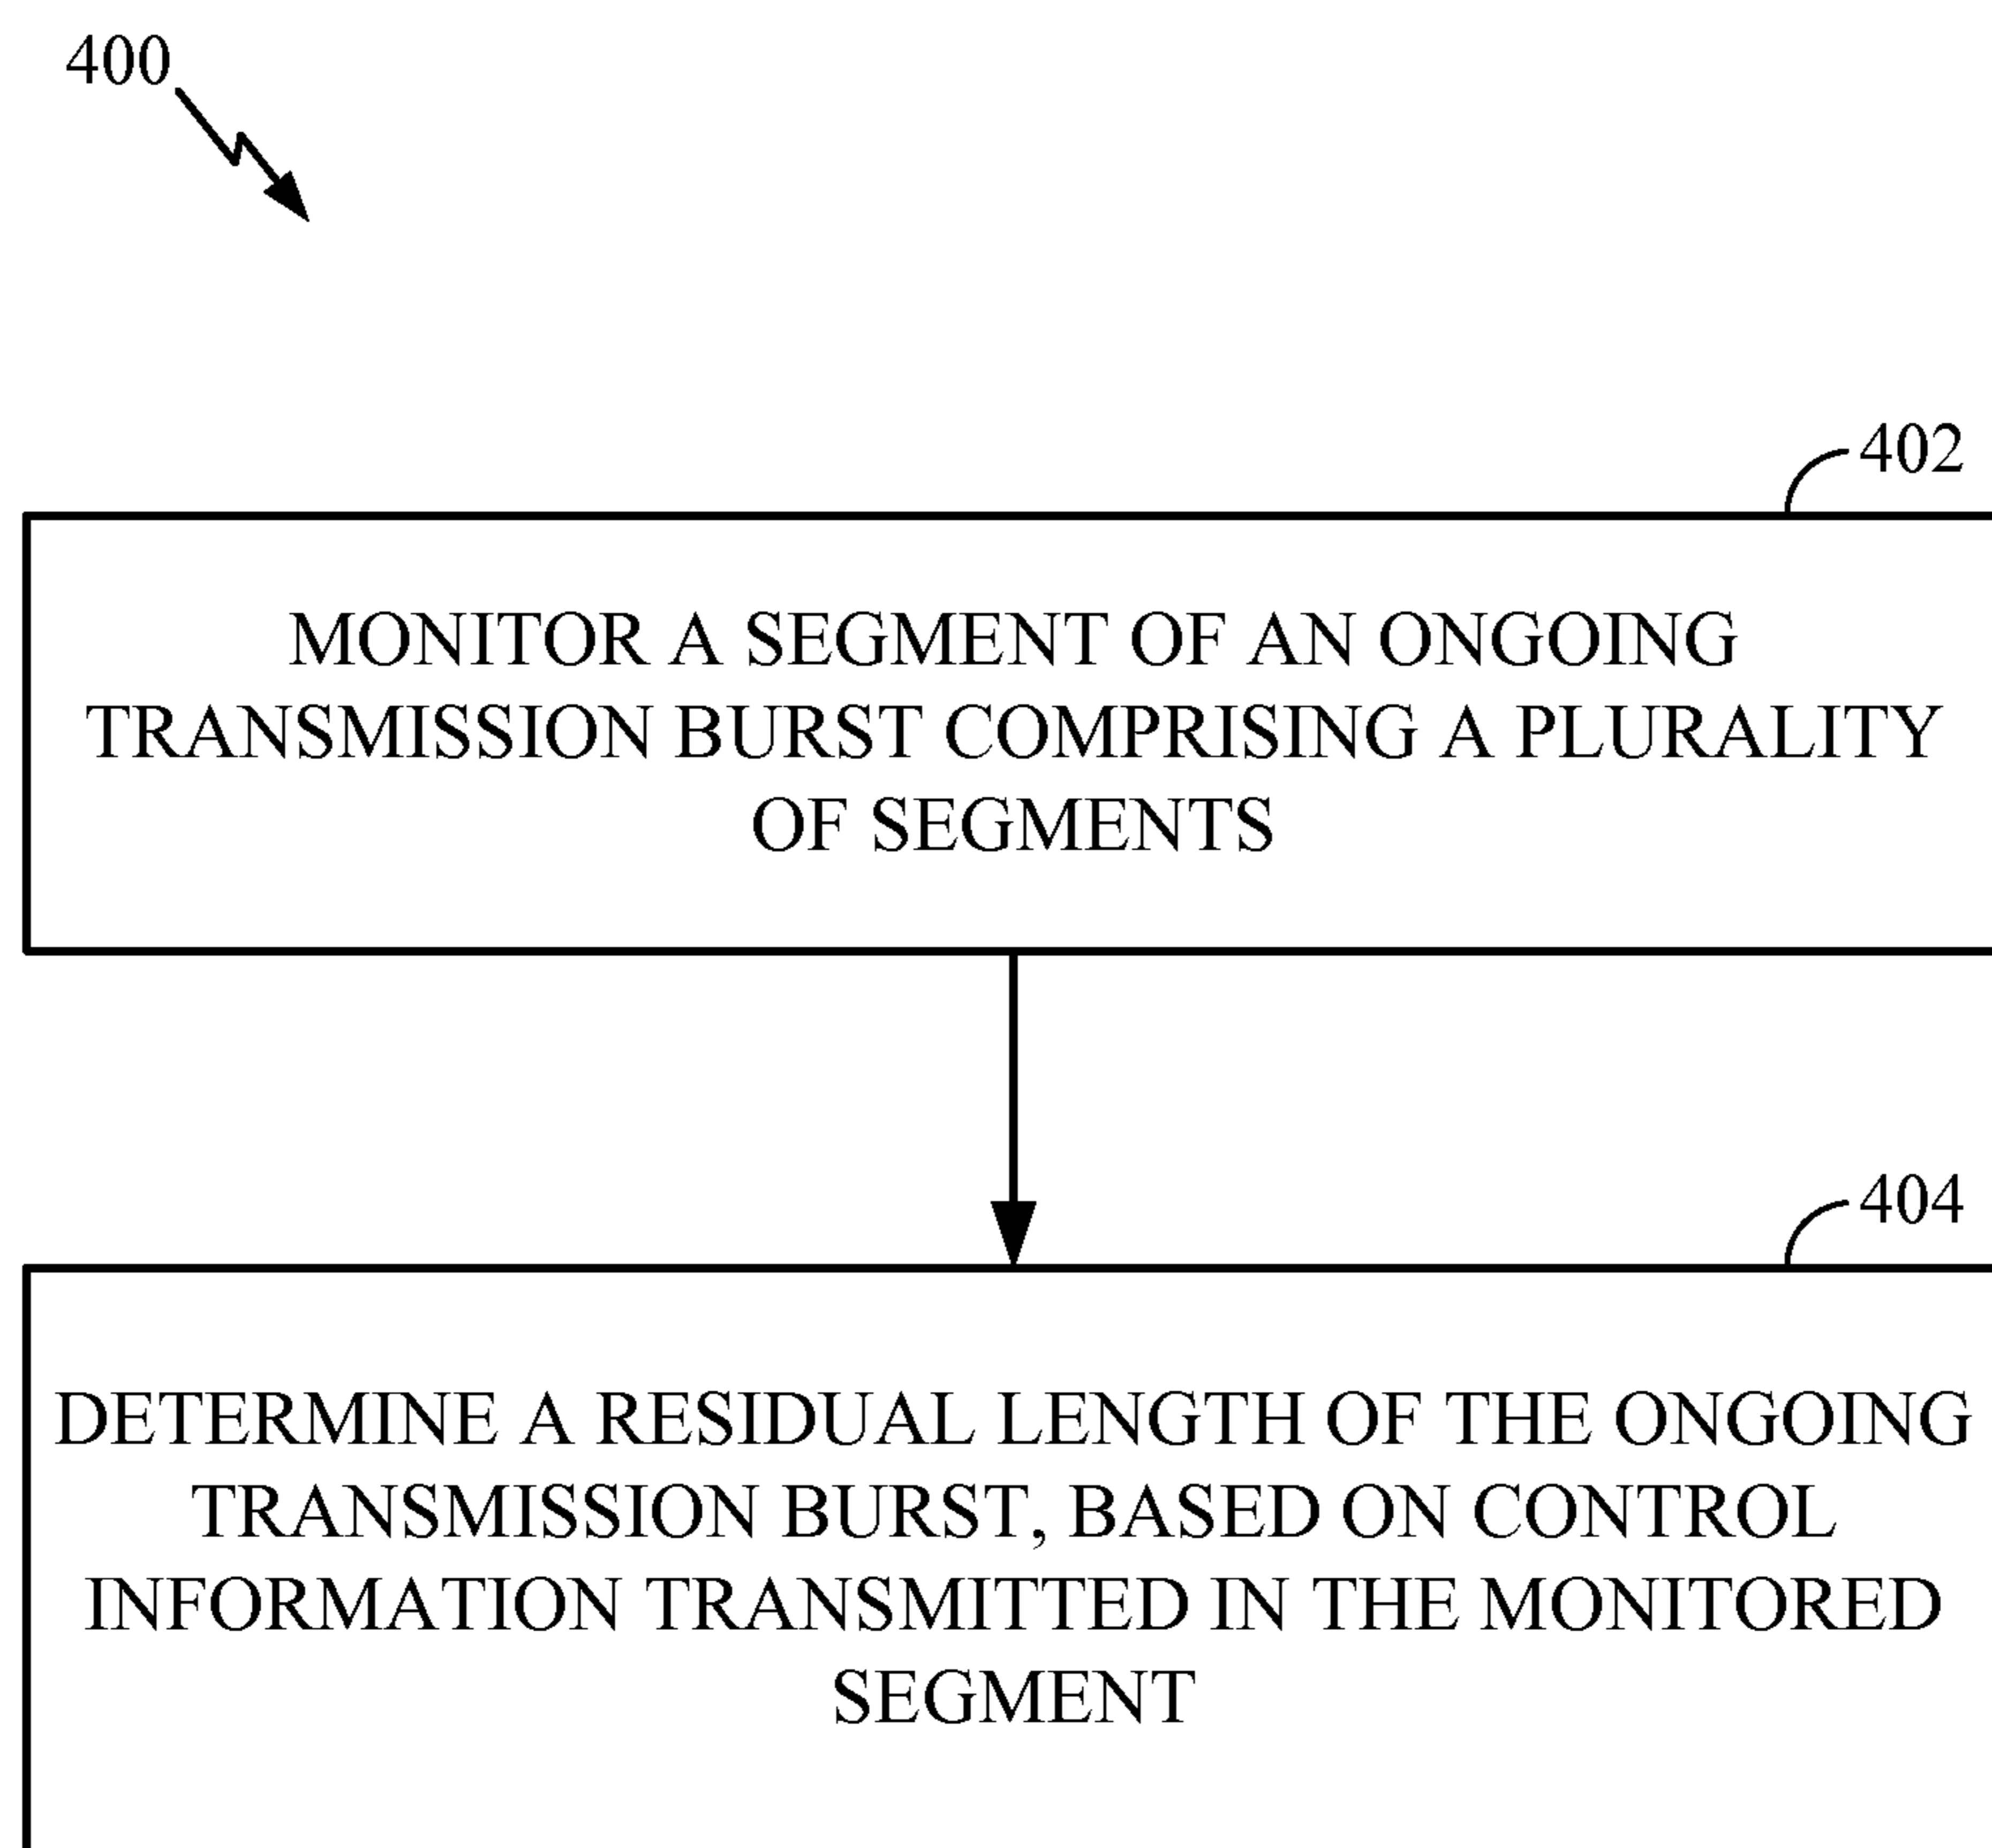 400
402
MONITOR A SEGMENT OF AN ONGOING
TRANSMISSION BURST COMPRISING A PLURALITY
OF SEGMENTS
404
DETERMINE A RESIDUAL LENGTH OF THE ONGOING
TRANSMISSION BURST, BASED ON CONTROL
INFORMATION TRANSMITTED IN THE MONITORED
SEGMENT